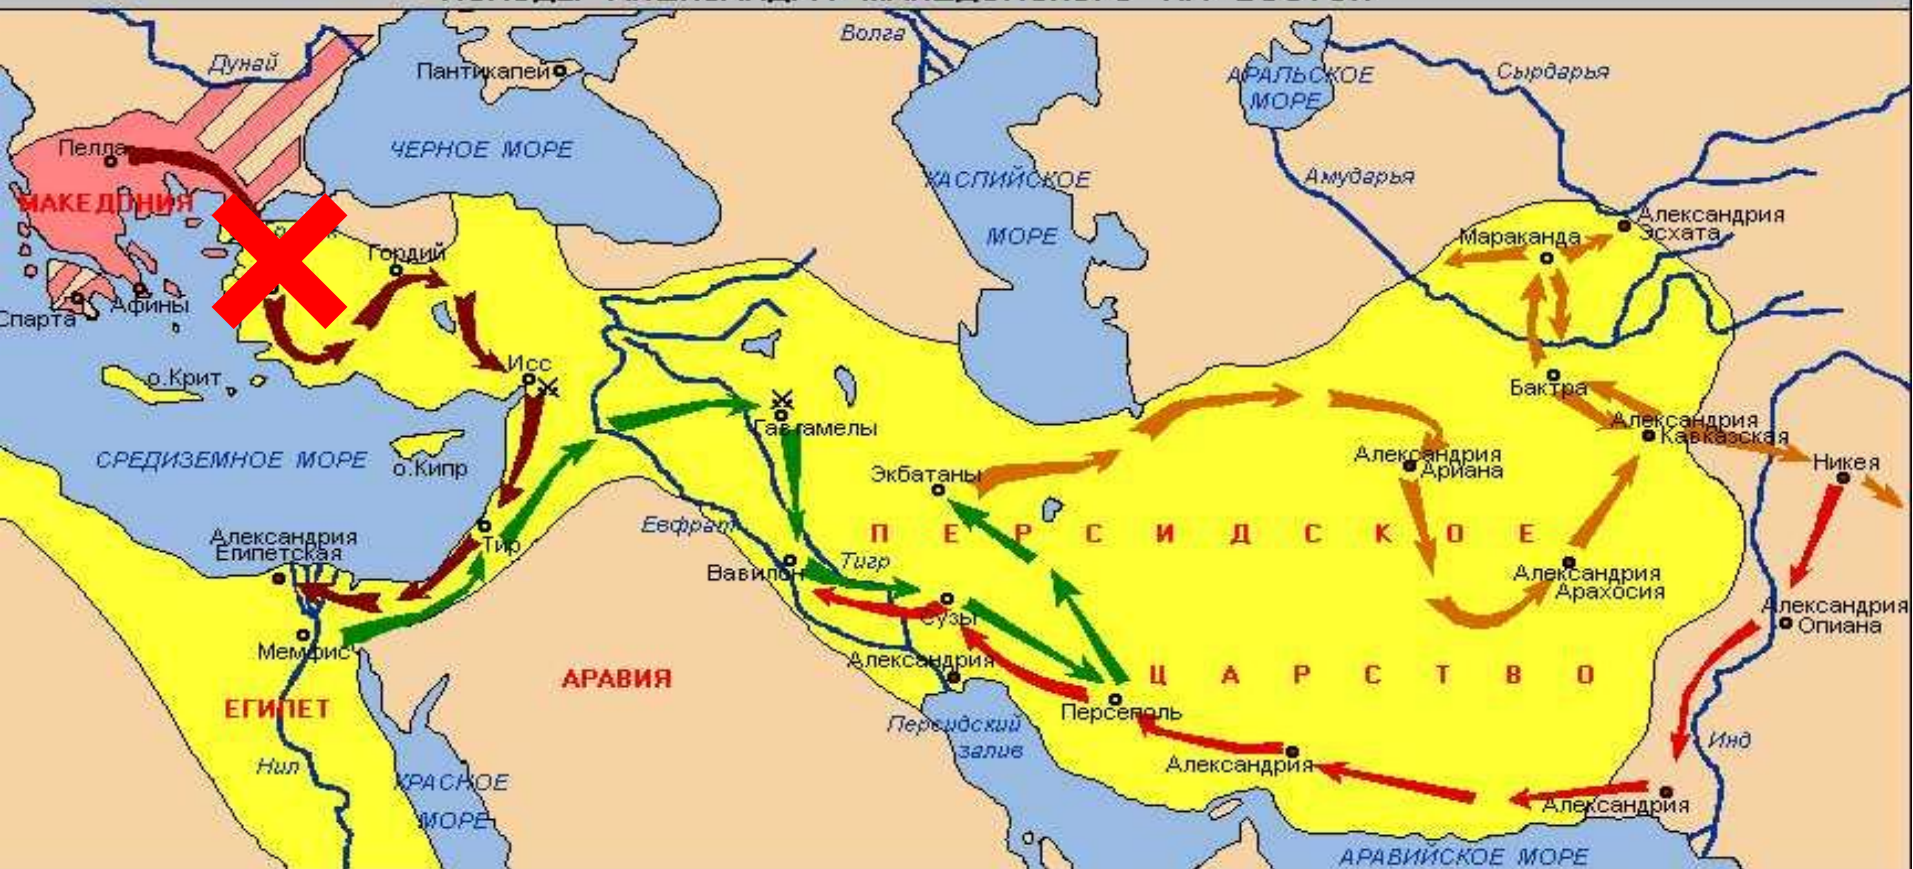 Волга
АРАЛЬСКОЕ
МОРЕ
Сырдарья
Дунай
Пантикапей
ЧЕРНОЕ МОРЕ
Пелла
МАКЕДОНИЯ
КАСПИЙСКОЕ
МОРЕ
Амударья
Александрия
Эсхата
Мараканда
Гордий
Спарта
Афины
о.Крит
Исс
Гавгамелы
Бактра
Александрия
Кавказская
СРЕДИЗЕМНОЕ МОРЕ
о.Кипр
Экбатаны
Александрия
Ариана
Никея
Александрия
Египетская
Тир
Евфрат
ПЕРСИДСКОЕ
Вавилон
Тигр
Александрия
Арахосия
Сузы
Александрия
Опиана
Мемфис
Александрия
АРАВИЯ
ЦАРСТВО
ЕГИПЕТ
Персеполь
Персидский
залив
Инд
Нил
Александрия
КРАСНОЕ
МОРЕ
Александрия
АРАВИЙСКОЕ МОРЕ